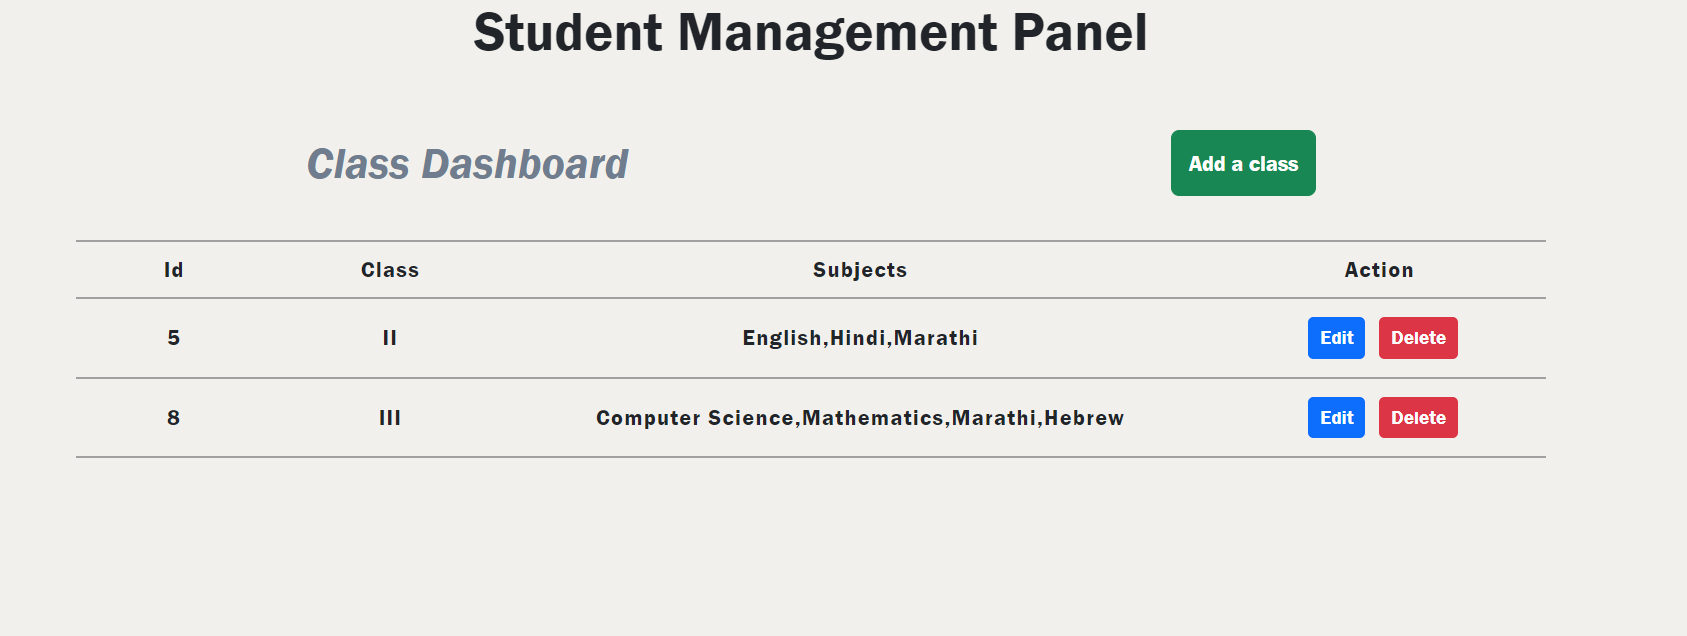 Student Management Panel
Class Dashboard
Add a class
Id Class Subjects Action
5 II English,Hindi,Marathi Edit Delete
8 III Computer Science,Mathematics,Marathi,Hebrew Edit Delete